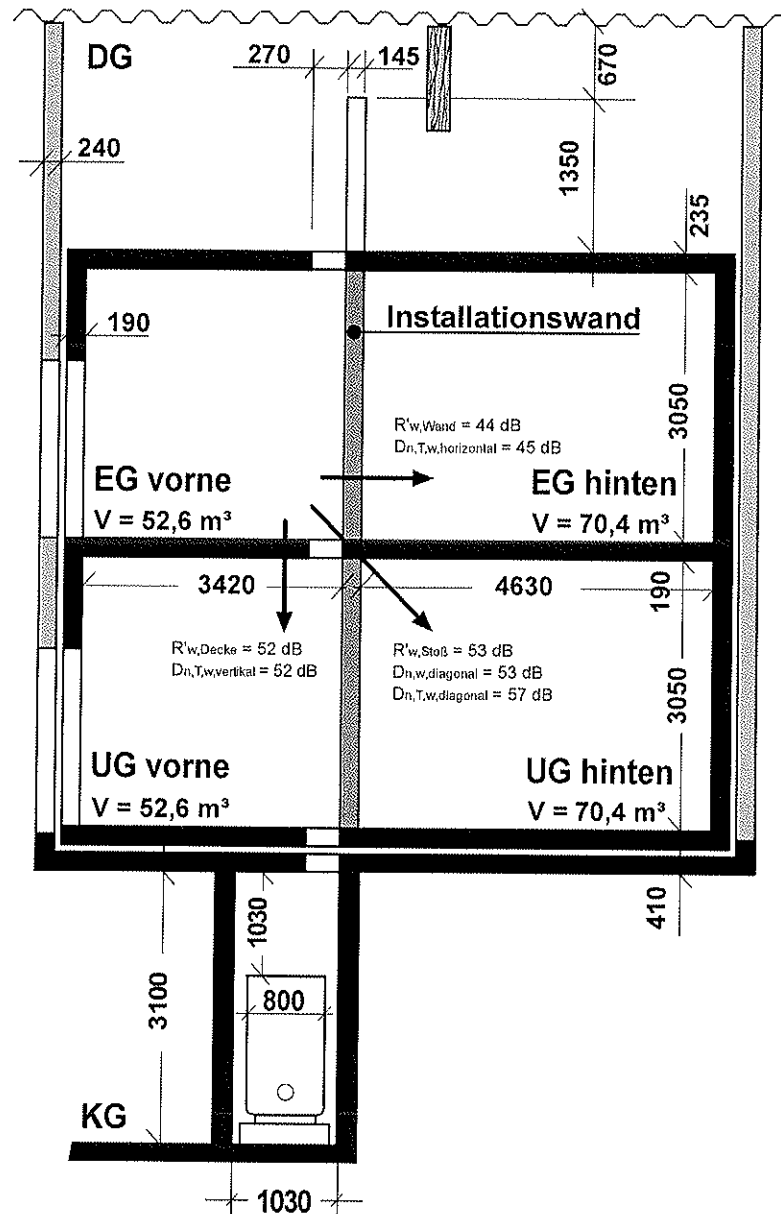 DG
270
145
670
240
1350
235
190
Installationswand
R'w,Wand = 44 dB
Dn,T,w,horizontal = 45 dB
3050
EG vorne
V = 52,6 m³
EG hinten
V = 70,4 m³
3420
4630
190
R'w,Decke = 52 dB
Dn,T,w,vertikal = 52 dB
R'w,Stoß = 53 dB
Dn,w,diagonal = 53 dB
Dn,T,w,diagonal = 57 dB
3050
UG vorne
V = 52,6 m³
UG hinten
V = 70,4 m³
1030
410
3100
800
KG
1030